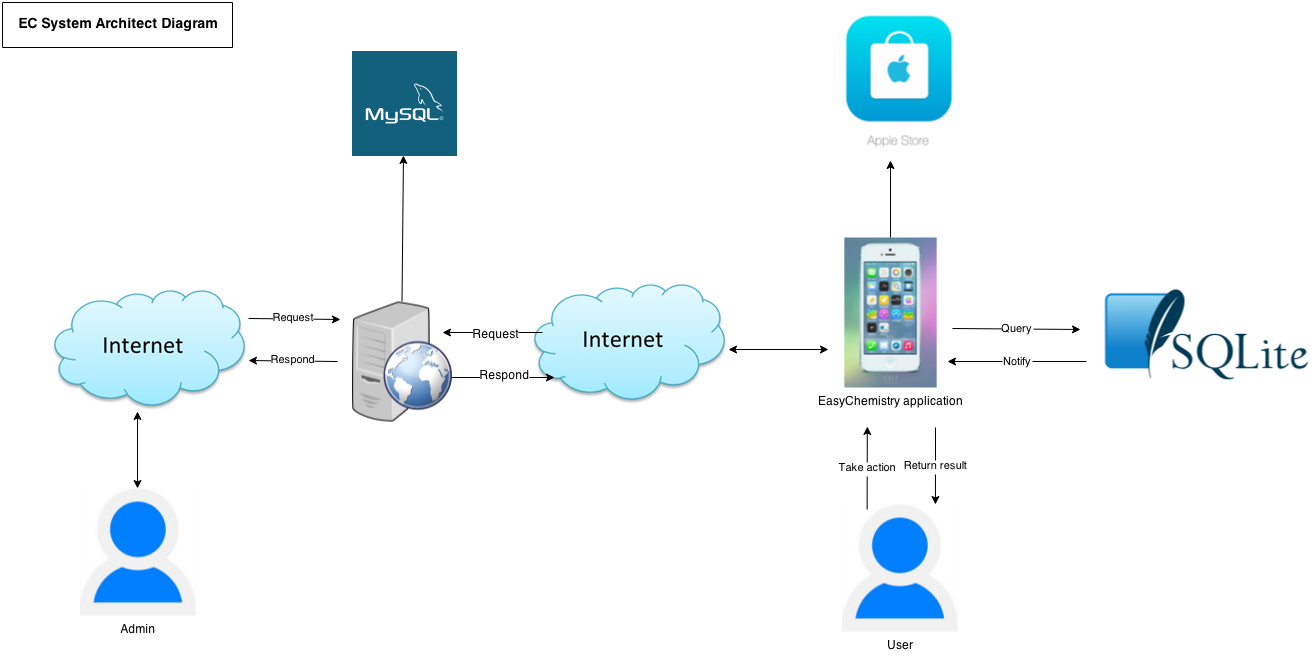 EC System Architect Diagram
MySQL
Apple Store
Internet
Request
Respond
Request
Respond
Internet
Query
Notify
SQLite
EasyChemistry application
Take action
Return result
Admin
User